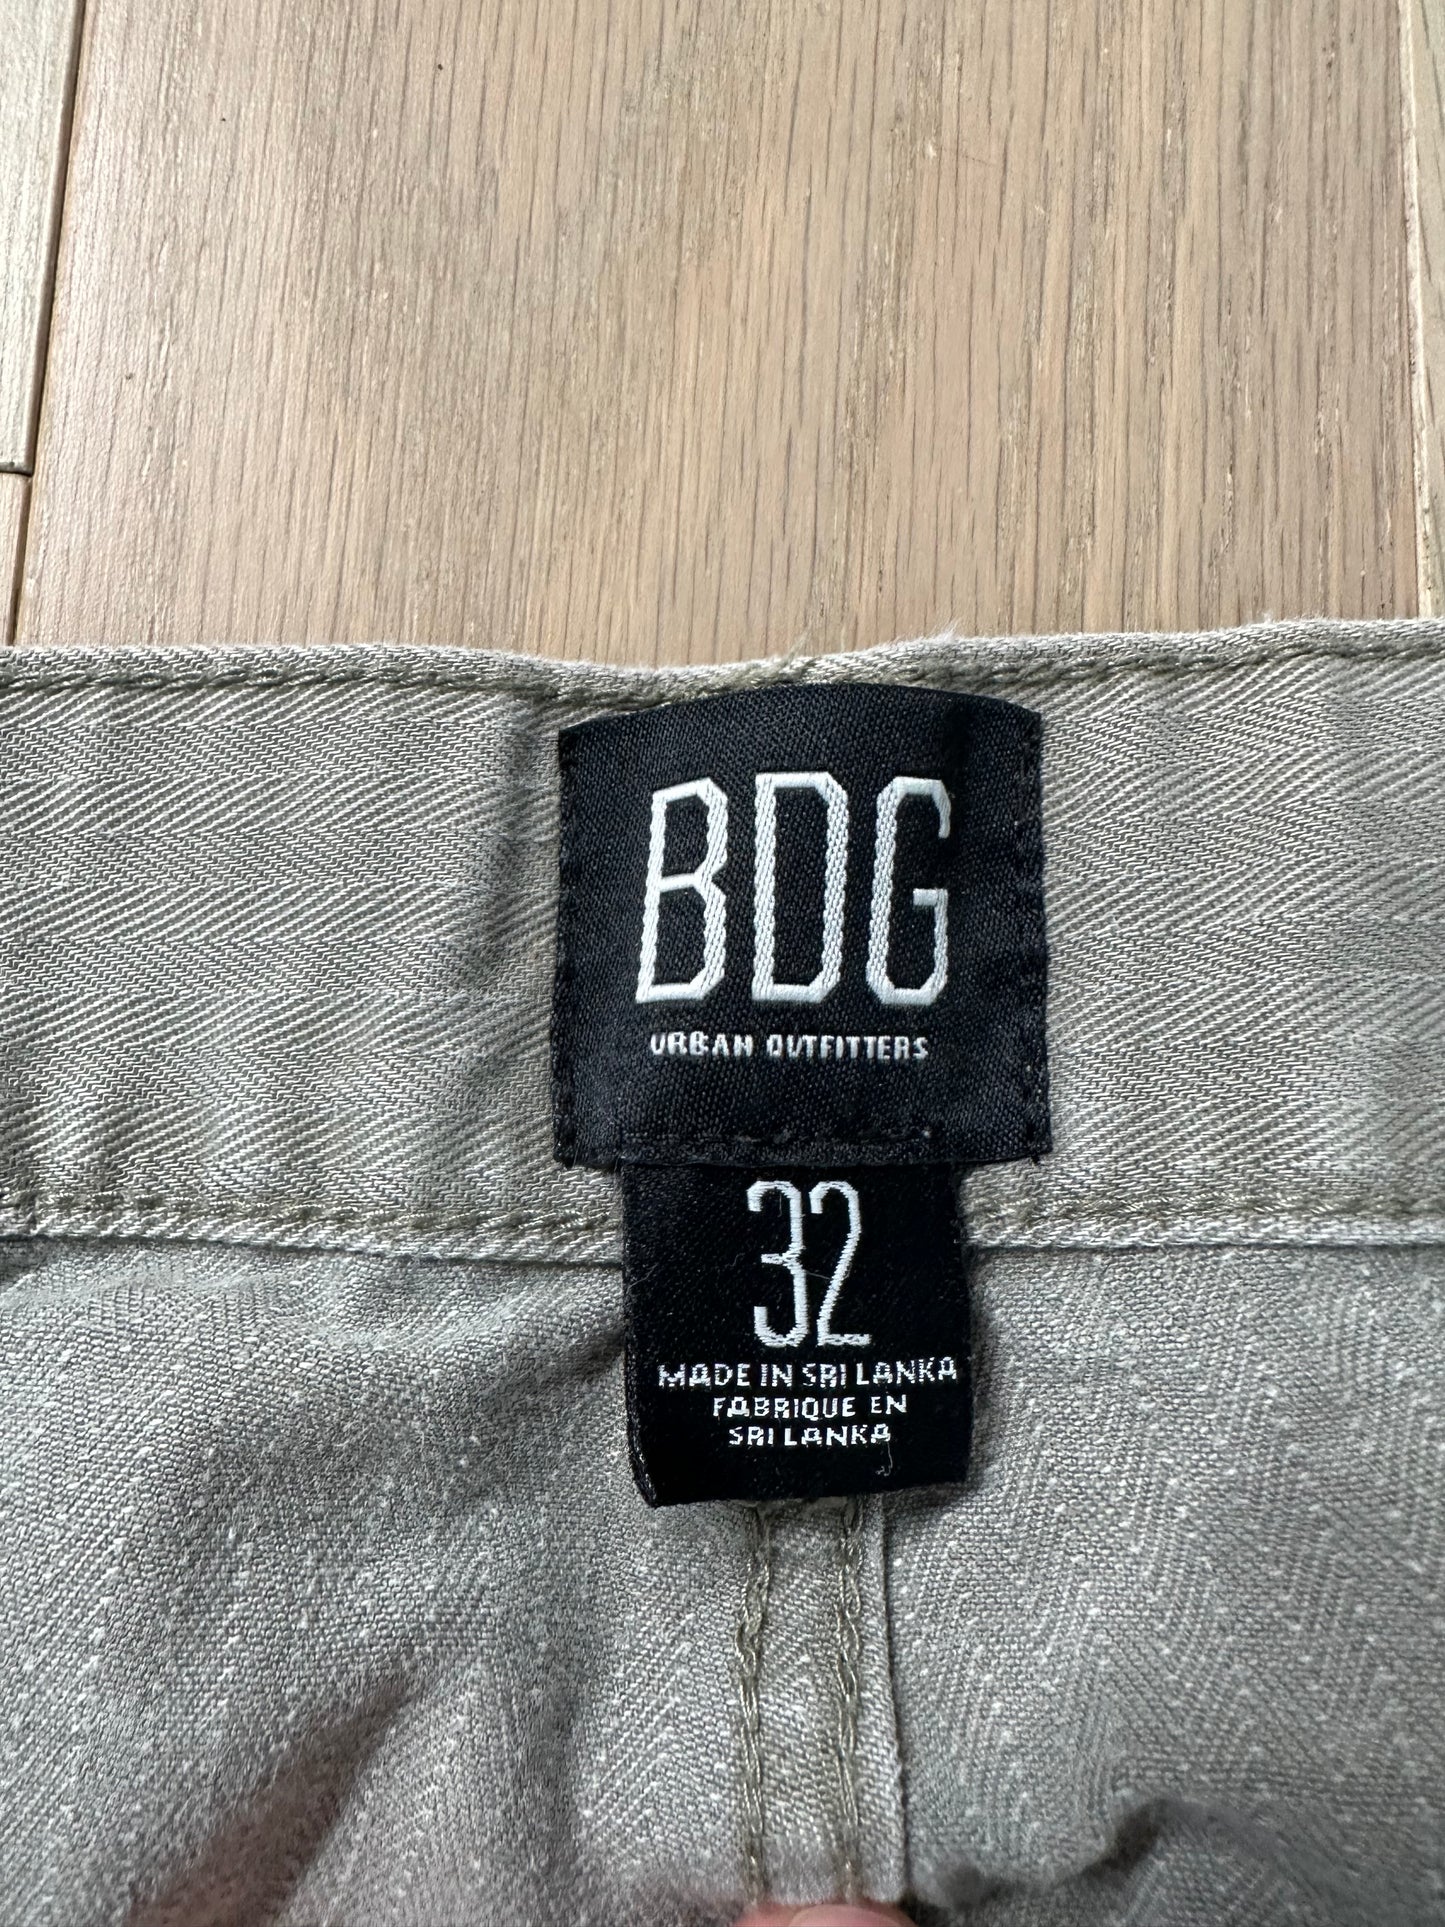 BDG
URBAN OUTFITTERS
32
MADE IN SRI LANKA
FABRIQUE EN
SRI LANKA